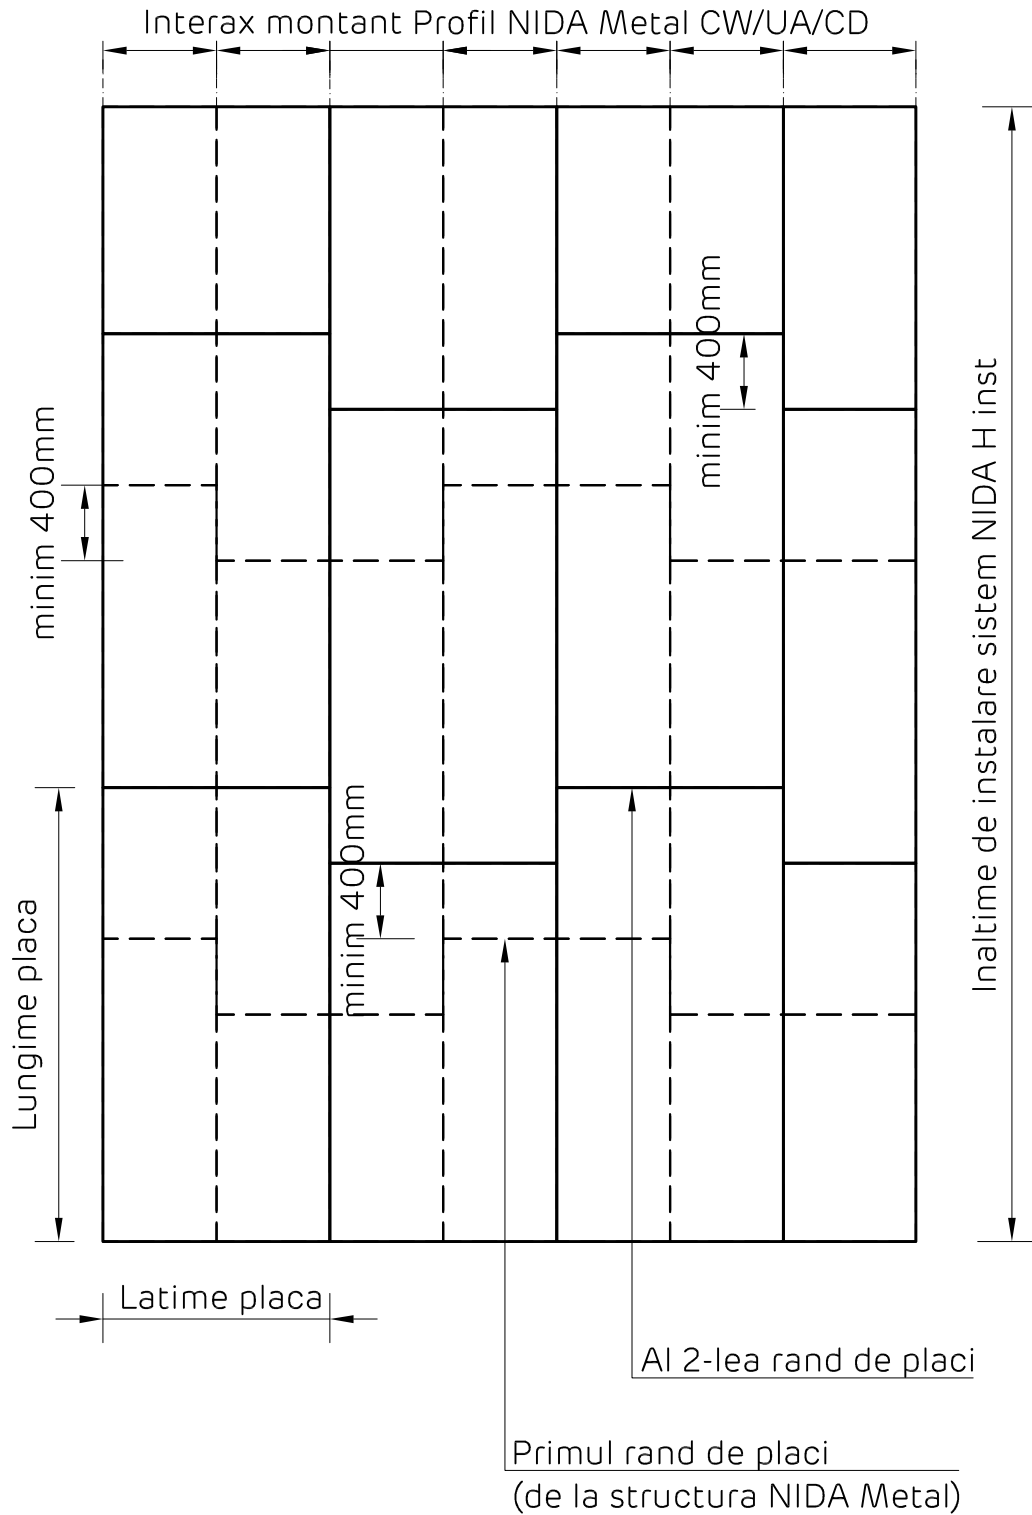 Interax montant Profil NIDA Metal CW/UA/CD
minim 400mm
minim 400mm
Inaltime de instalare sistem NIDA H inst
minim 400mm
Lungime placa
Latime placa
Al 2-lea rand de placi
Primul rand de placi
(de la structura NIDA Metal)